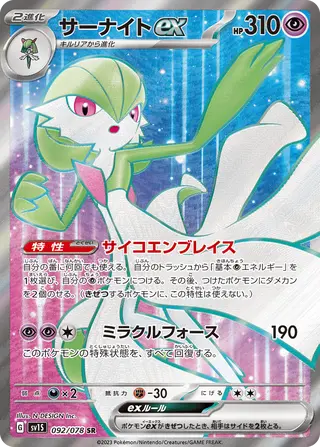 2進化 サーナイトex HP310
キルリアから進化
特性 とくせい サイコエンブレイス
自分の番に何回でも使える。自分のトラッシュから「基本エネルギー」を
1枚選び、自分のポケモンにつける。その後、つけたポケモンにダメカン
を2個のせる。(きぜつするポケモンには、この特性は使えない。)
ミラクルフォース 190
このポケモンの特殊状態を、すべて回復する。
弱点 ×2 抵抗力 -30 にげる
exルール
ポケモンexがきぜつしたとき、相手はサイドを2枚とる。
Illus. N-DESIGN Inc.
G SV1S 092/078 SR
©2023 Pokémon/Nintendo/Creatures/GAME FREAK.